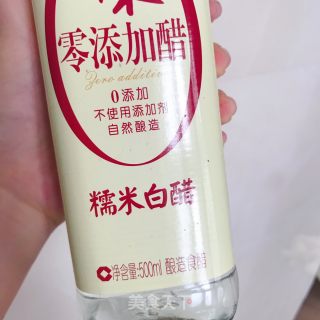 零添加醋
Zero additive
0添加
不使用添加剂
自然酿造
糯米白醋
净含量:500ml 酿造食醋
美食天下